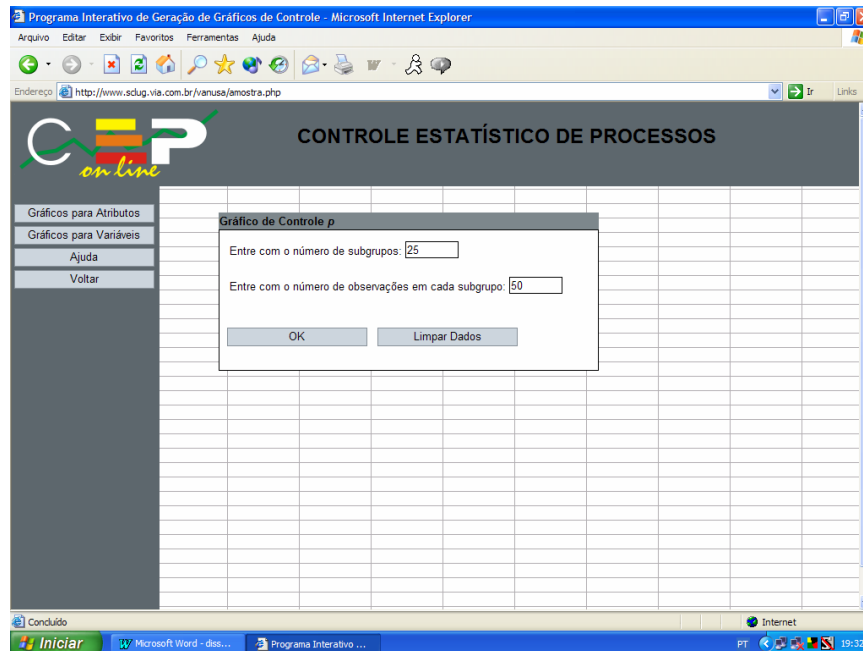 Programa Interativo de Geração de Gráficos de Controle - Microsoft Internet Explorer
Arquivo Editar Exibir Favoritos Ferramentas Ajuda
Endereço http://www.sclug.via.com.br/vanusa/amostra.php Ir Links
CEP
on line
CONTROLE ESTATÍSTICO DE PROCESSOS
Gráficos para Atributos
Gráficos para Variáveis
Ajuda
Voltar
Gráfico de Controle p
Entre com o número de subgrupos: 25
Entre com o número de observações em cada subgrupo: 50
OK Limpar Dados
Concluído Internet
Iniciar Microsoft Word - diss... Programa Interativo ... PT 19:32